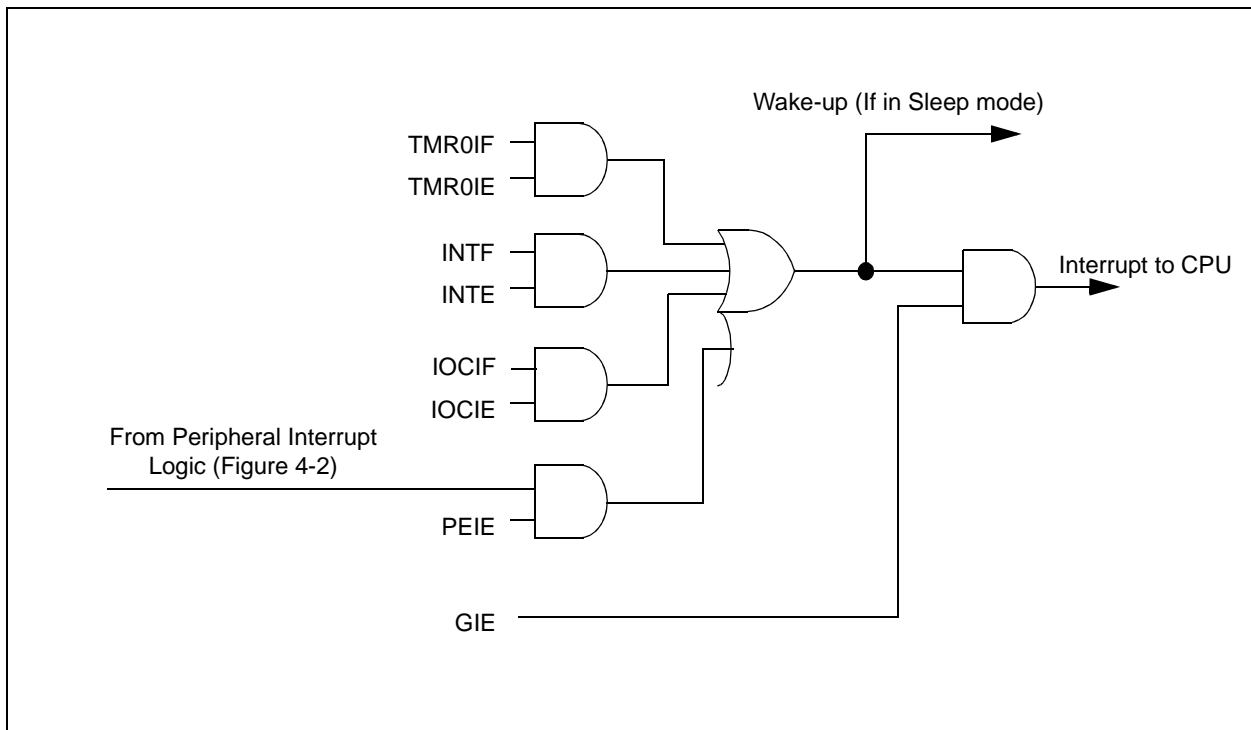 Wake-up (If in Sleep mode)
TMR0IF
TMR0IE
INTF
INTE
Interrupt to CPU
IOCIF
IOCIE
From Peripheral Interrupt
Logic (Figure 4-2)
PEIE
GIE